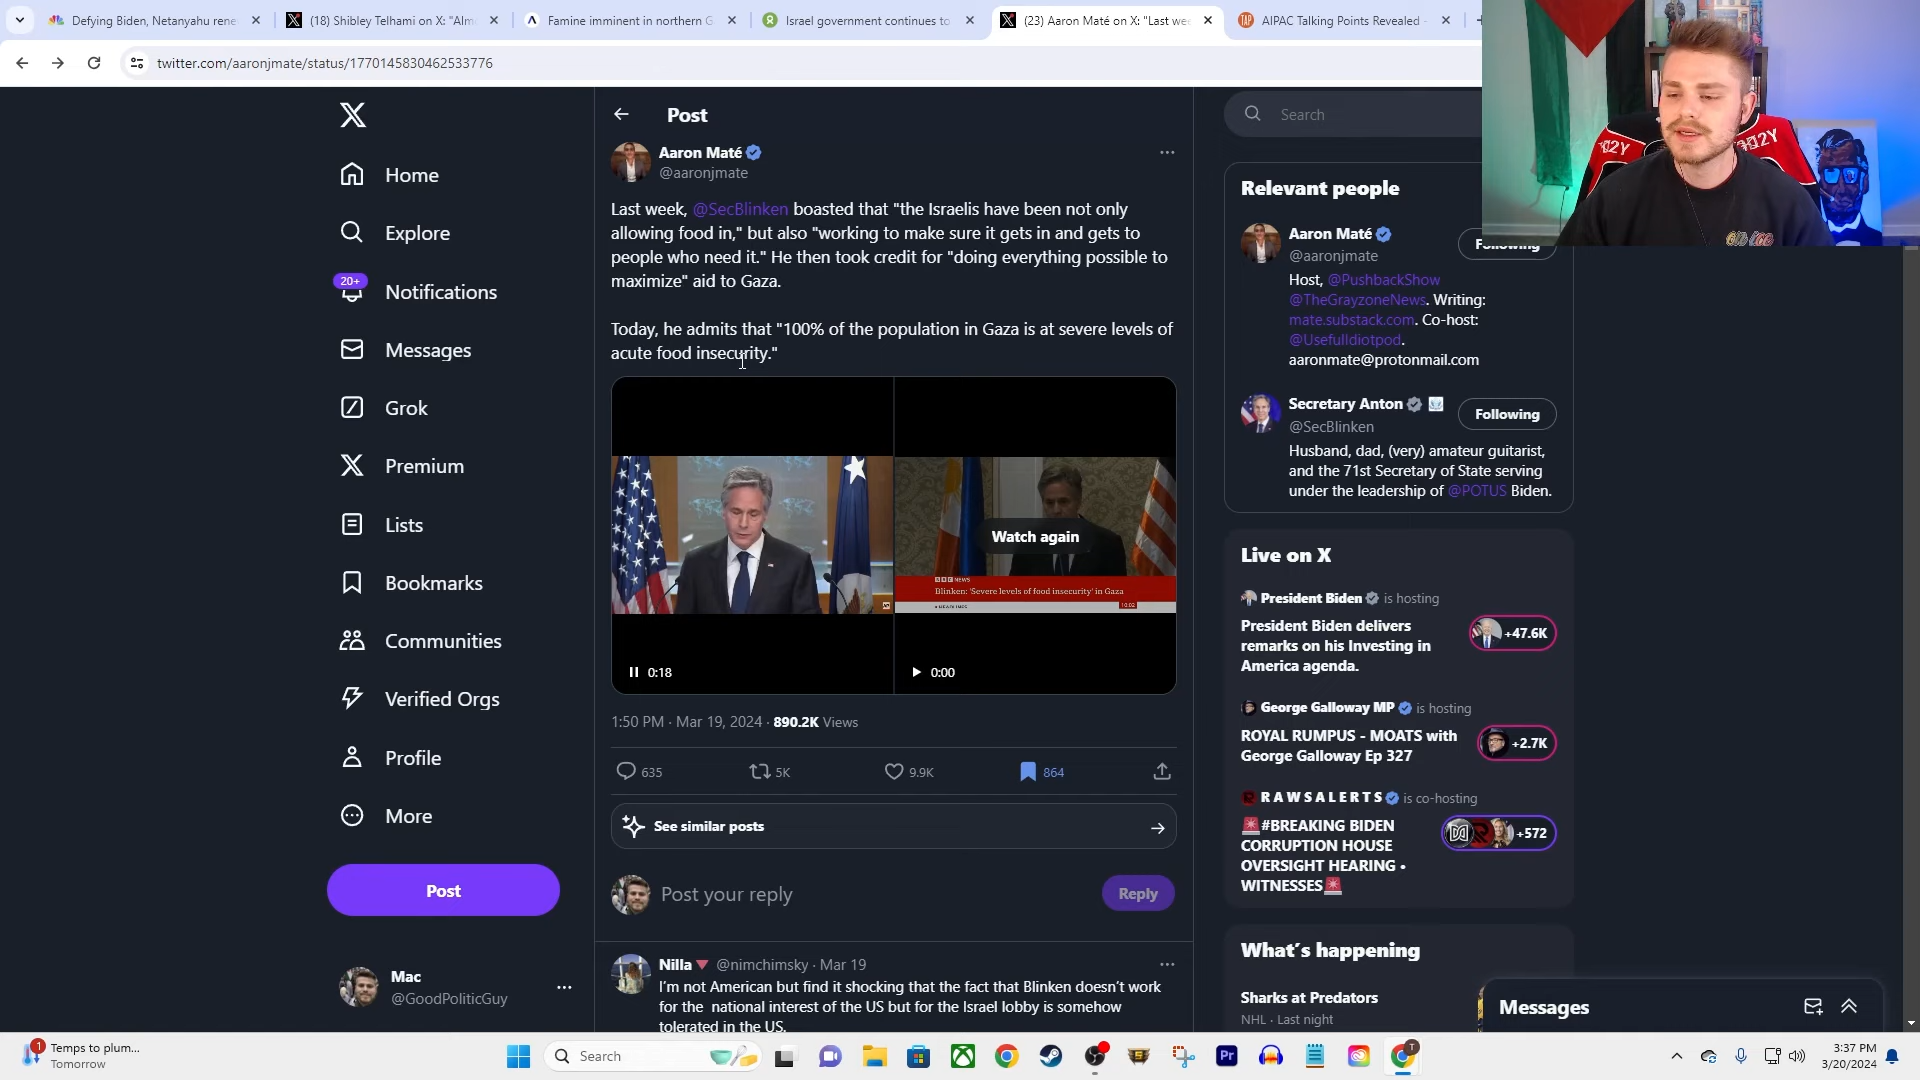 Defying Biden, Netanyahu rene
(18) Shibley Telhami on X: "Alm
Famine imminent in northern G
Israel government continues to
(23) Aaron Maté on X: "Last wee
AIPAC Talking Points Revealed -
twitter.com/aaronjmate/status/1770145830462533776
Home
Explore
20+
Notifications
Messages
Grok
Premium
Lists
Bookmarks
Communities
Verified Orgs
Profile
More
Post
Mac
@GoodPoliticGuy
Post
Aaron Maté
@aaronjmate
Last week, @SecBlinken boasted that "the Israelis have been not only
allowing food in," but also "working to make sure it gets in and gets to
people who need it." He then took credit for "doing everything possible to
maximize" aid to Gaza.
Today, he admits that "100% of the population in Gaza is at severe levels of
acute food insecurity."
0:18
Watch again
BBC NEWS
Blinken: 'Severe levels of food insecurity' in Gaza
HEADLINES
10:02
0:00
1:50 PM · Mar 19, 2024 · 890.2K Views
635
5K
9.9K
864
See similar posts
Post your reply
Reply
Nilla @nimchimsky · Mar 19
I'm not American but find it shocking that the fact that Blinken doesn't work
for the national interest of the US but for the Israel lobby is somehow
tolerated in the US.
Search
Relevant people
Aaron Maté
@aaronjmate
Following
Host, @PushbackShow
@TheGrayzoneNews. Writing:
mate.substack.com. Co-host:
@UsefulIdiotpod.
aaronmate@protonmail.com
Secretary Anton
@SecBlinken
Following
Husband, dad, (very) amateur guitarist,
and the 71st Secretary of State serving
under the leadership of @POTUS Biden.
Live on X
President Biden is hosting
President Biden delivers
remarks on his Investing in
America agenda.
+47.6K
George Galloway MP is hosting
ROYAL RUMPUS - MOATS with
George Galloway Ep 327
+2.7K
R A W S A L E R T S is co-hosting
#BREAKING BIDEN
CORRUPTION HOUSE
OVERSIGHT HEARING •
WITNESSES
+572
What's happening
Sharks at Predators
NHL · Last night
Messages
1
Temps to plum...
Tomorrow
Search
Pr
T
3:37 PM
3/20/2024